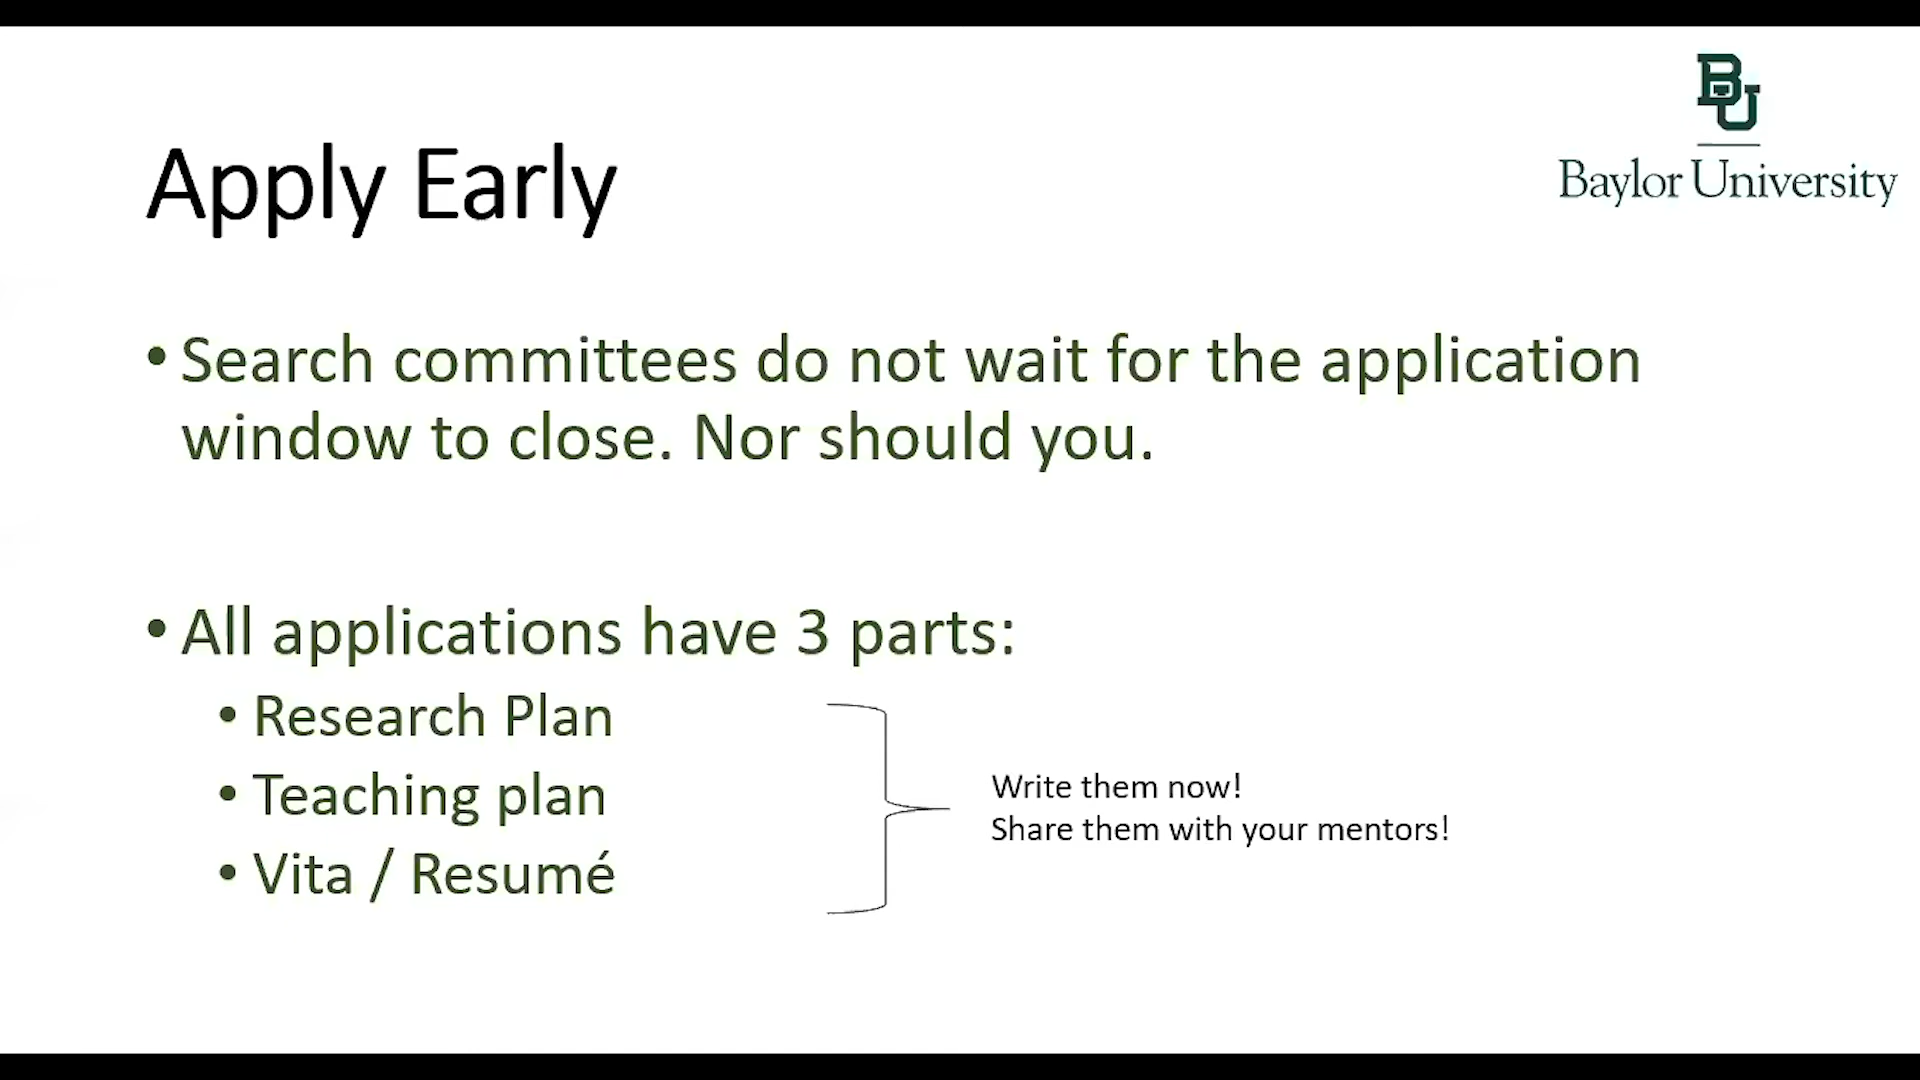 BU
Baylor University
Apply Early
• Search committees do not wait for the application
window to close. Nor should you.
• All applications have 3 parts:
• Research Plan
• Teaching plan
• Vita / Resumé
Write them now!
Share them with your mentors!